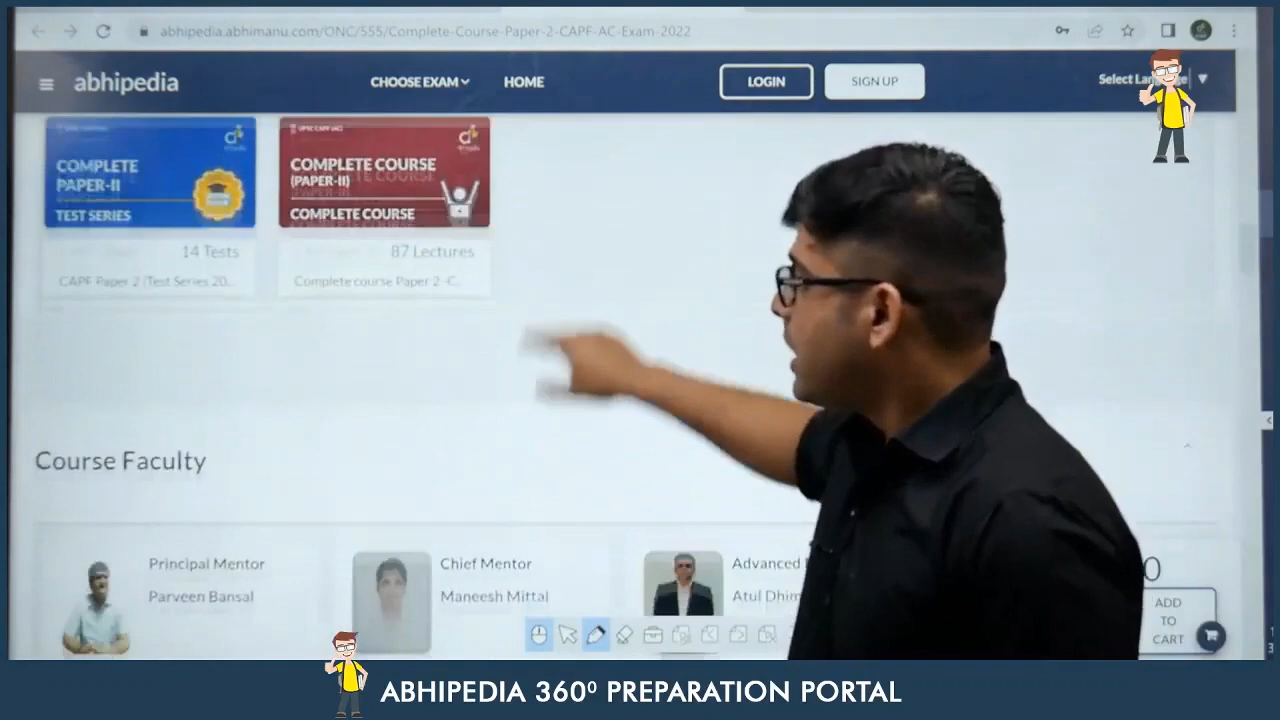 abhipedia.abhimanu.com/ONC/555/Complete-Course-Paper-2-CAPF-AC-Exam-2022
abhipedia
CHOOSE EXAM
HOME
LOGIN
SIGN UP
Select
COMPLETE
PAPER-II
TEST SERIES
COMPLETE COURSE
(PAPER-II)
COMPLETE COURSE
14 Tests
87 Lectures
CAPF Paper 2 (Test Series 20...
Complete course Paper 2 -C...
Course Faculty
Principal Mentor
Parveen Bansal
Chief Mentor
Maneesh Mittal
Advanced
Atul
0
ADD
TO
CART
ABHIPEDIA 360⁰ PREPARATION PORTAL